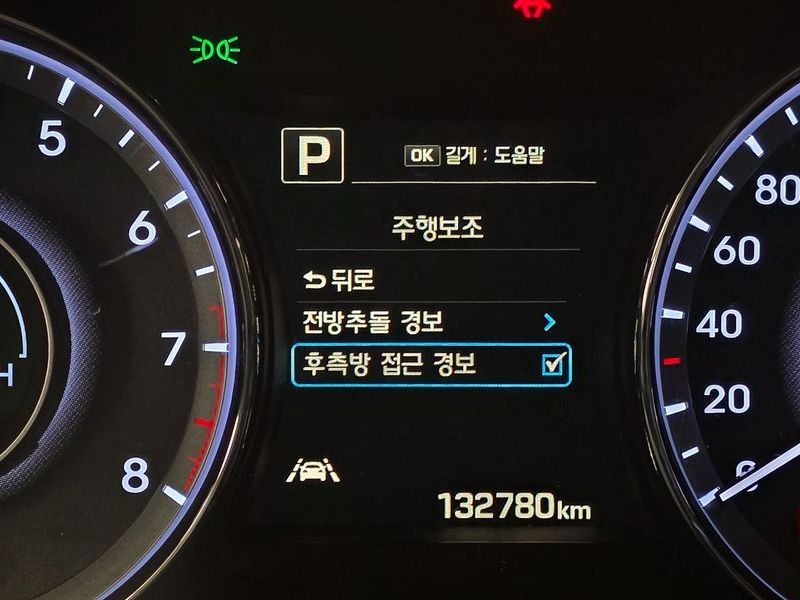 P
OK 길게 : 도움말
주행보조
뒤로
전방추돌 경보
후측방 접근 경보
132780km
5
6
7
8
H
80
60
40
20
0